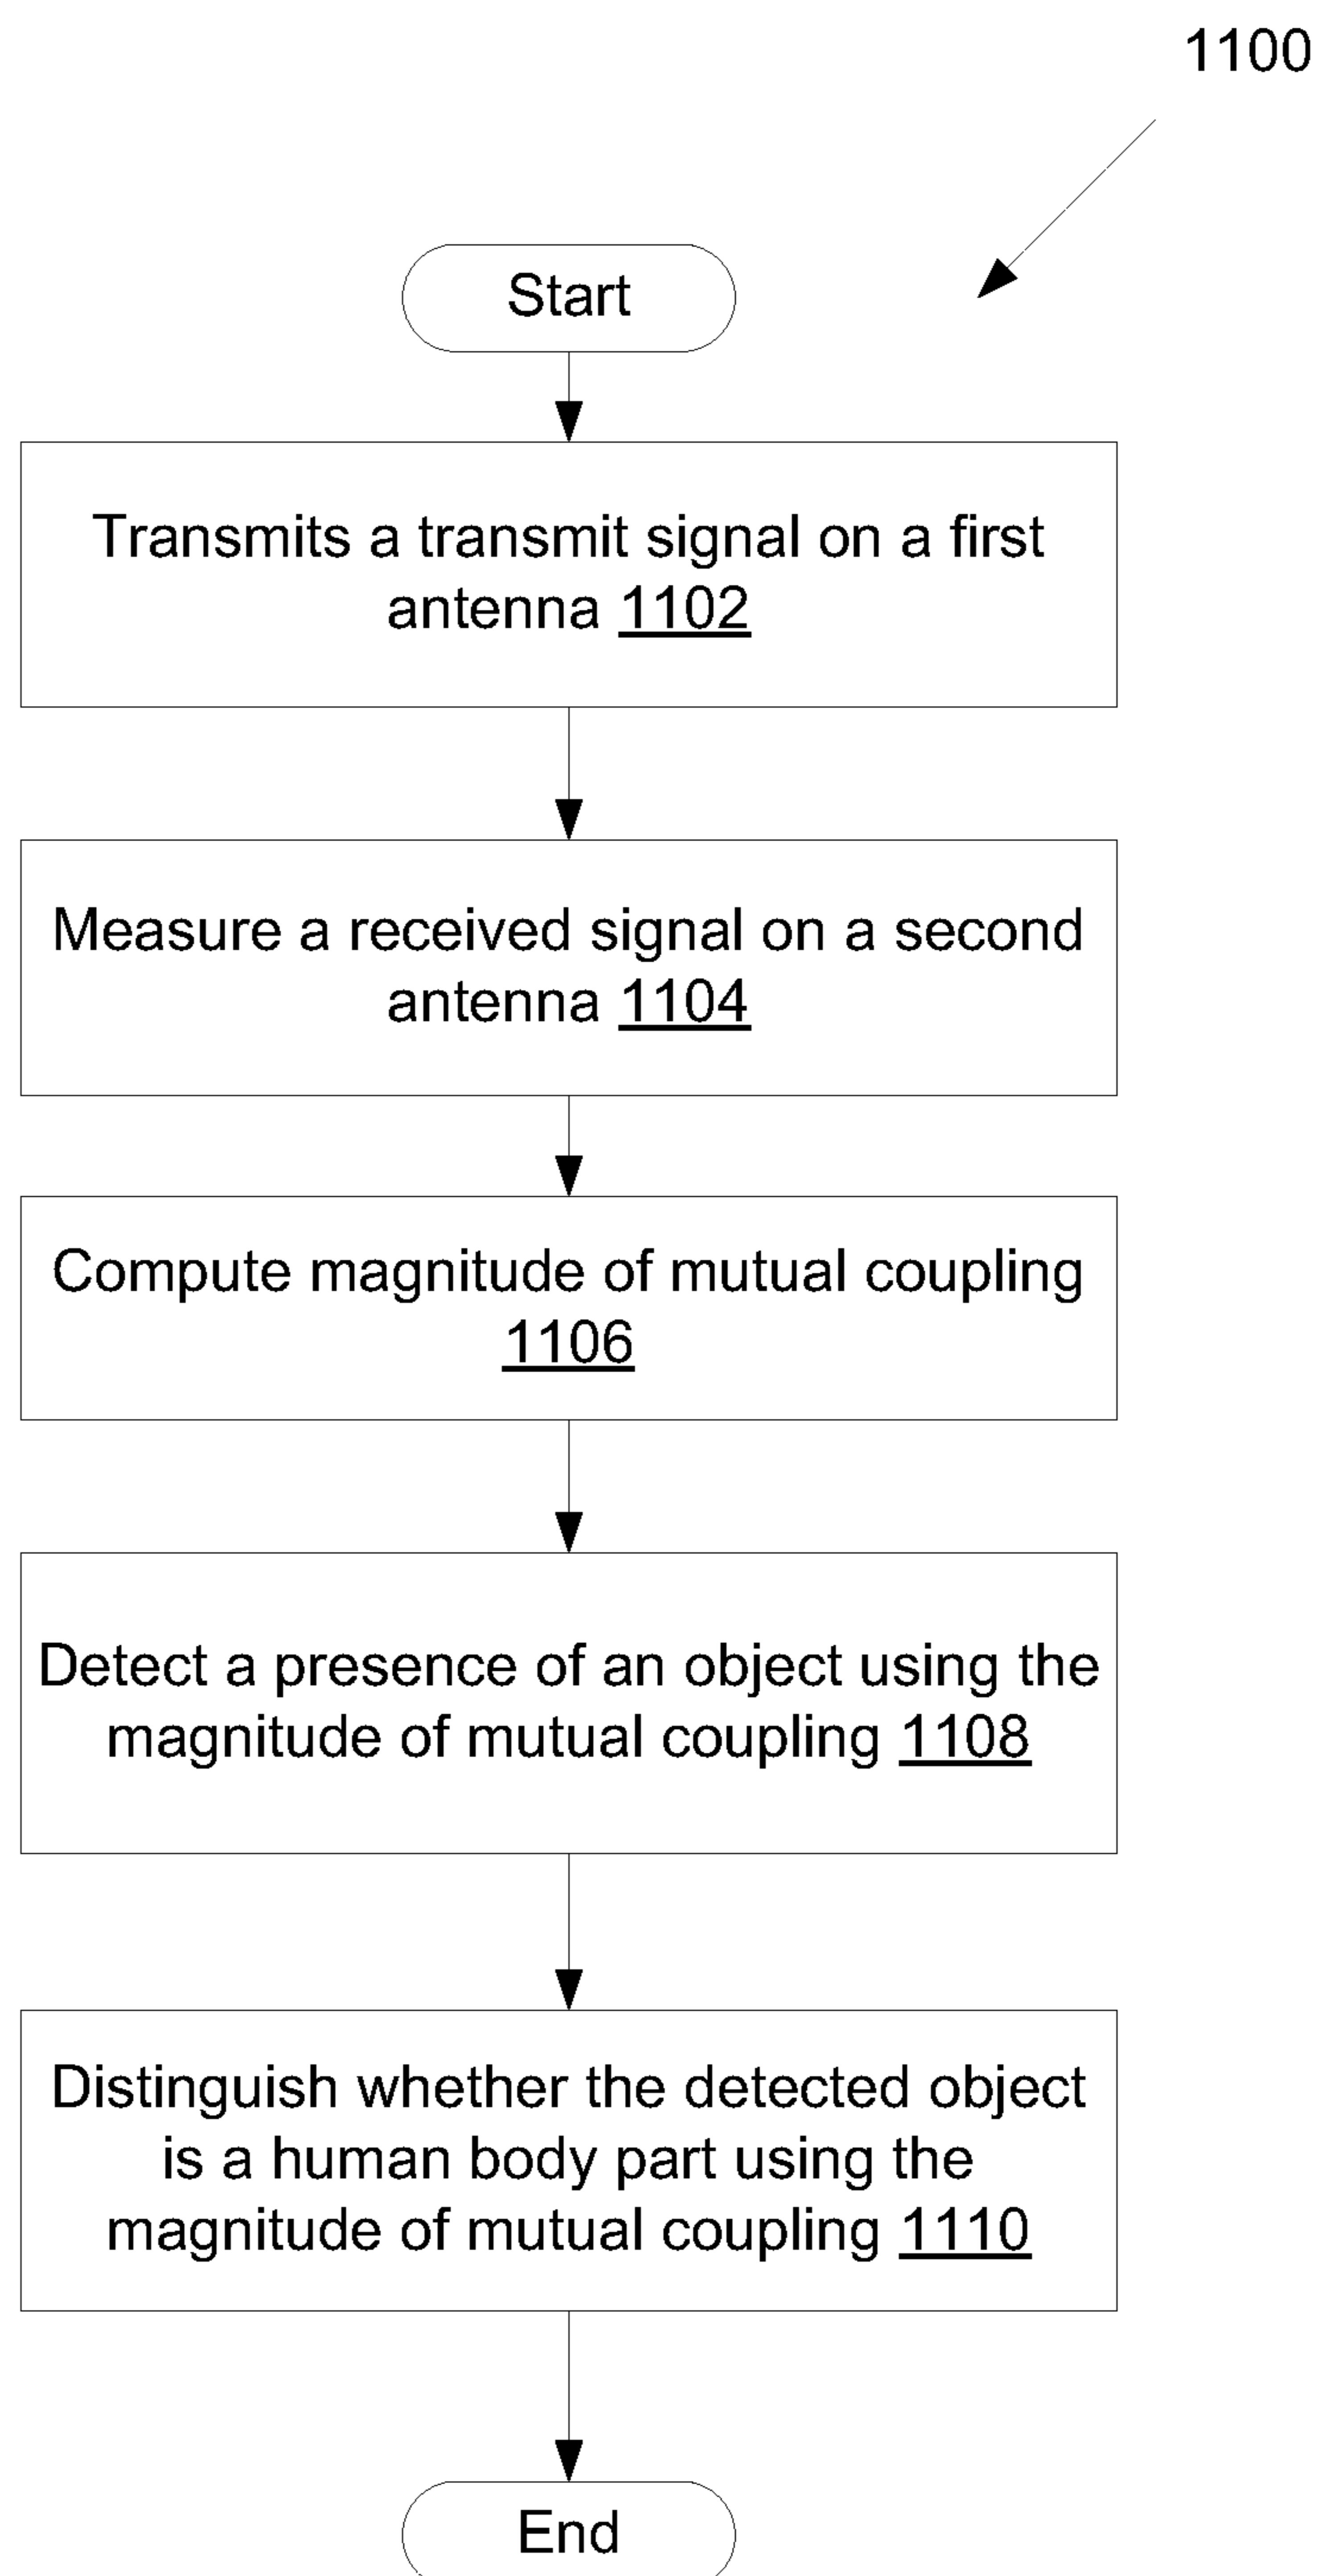 1100
Start
Transmits a transmit signal on a first
antenna 1102
Measure a received signal on a second
antenna 1104
Compute magnitude of mutual coupling
1106
Detect a presence of an object using the
magnitude of mutual coupling 1108
Distinguish whether the detected object
is a human body part using the
magnitude of mutual coupling 1110
End